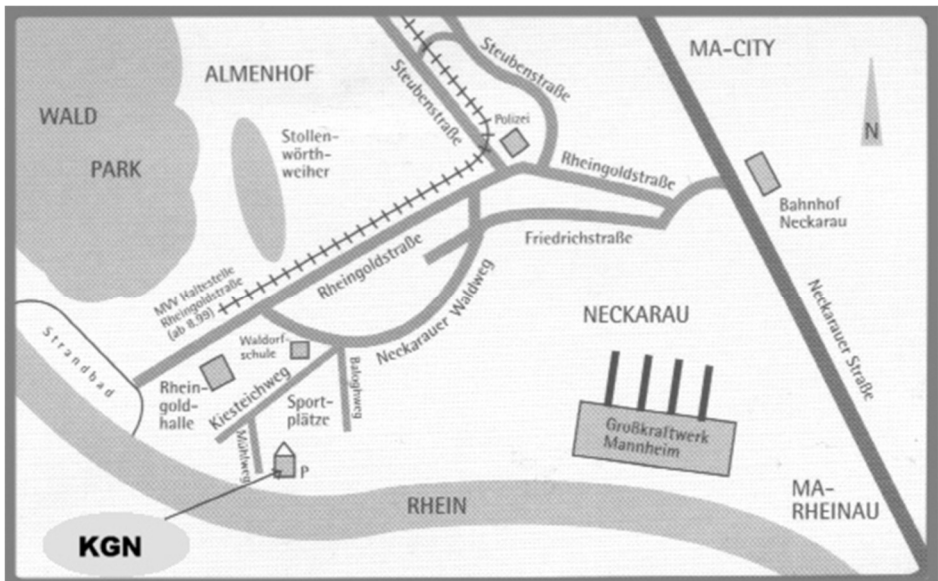 MA-CITY
ALMENHOF
WALD
PARK
Stollen-
wörth-
weiher
Steubenstraße
Steubenstraße
Polizei
N
Rheingoldstraße
Bahnhof
Neckarau
Friedrichstraße
Rheingoldstraße
MVV Haltestelle
Rheingoldstraße
(ab 8.99)
Neckarauer Waldweg
NECKARAU
Neckarauer Straße
Strandbad
Waldorf-
schule
Rhein-
gold-
halle
Kiesteichweg
Sport-
plätze
Baloghweg
Mühlweg
P
Großkraftwerk
Mannheim
RHEIN
MA-
RHEINAU
KGN